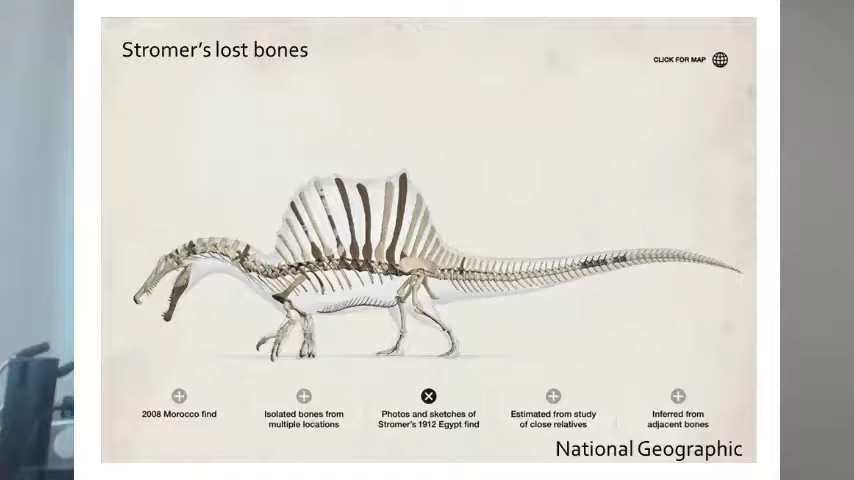 Stromer's lost bones
CLICK FOR MAP
2008 Morocco find
Isolated bones from
multiple locations
Photos and sketches of
Stromer's 1912 Egypt find
Estimated from study
of close relatives
Inferred from
adjacent bones
National Geographic